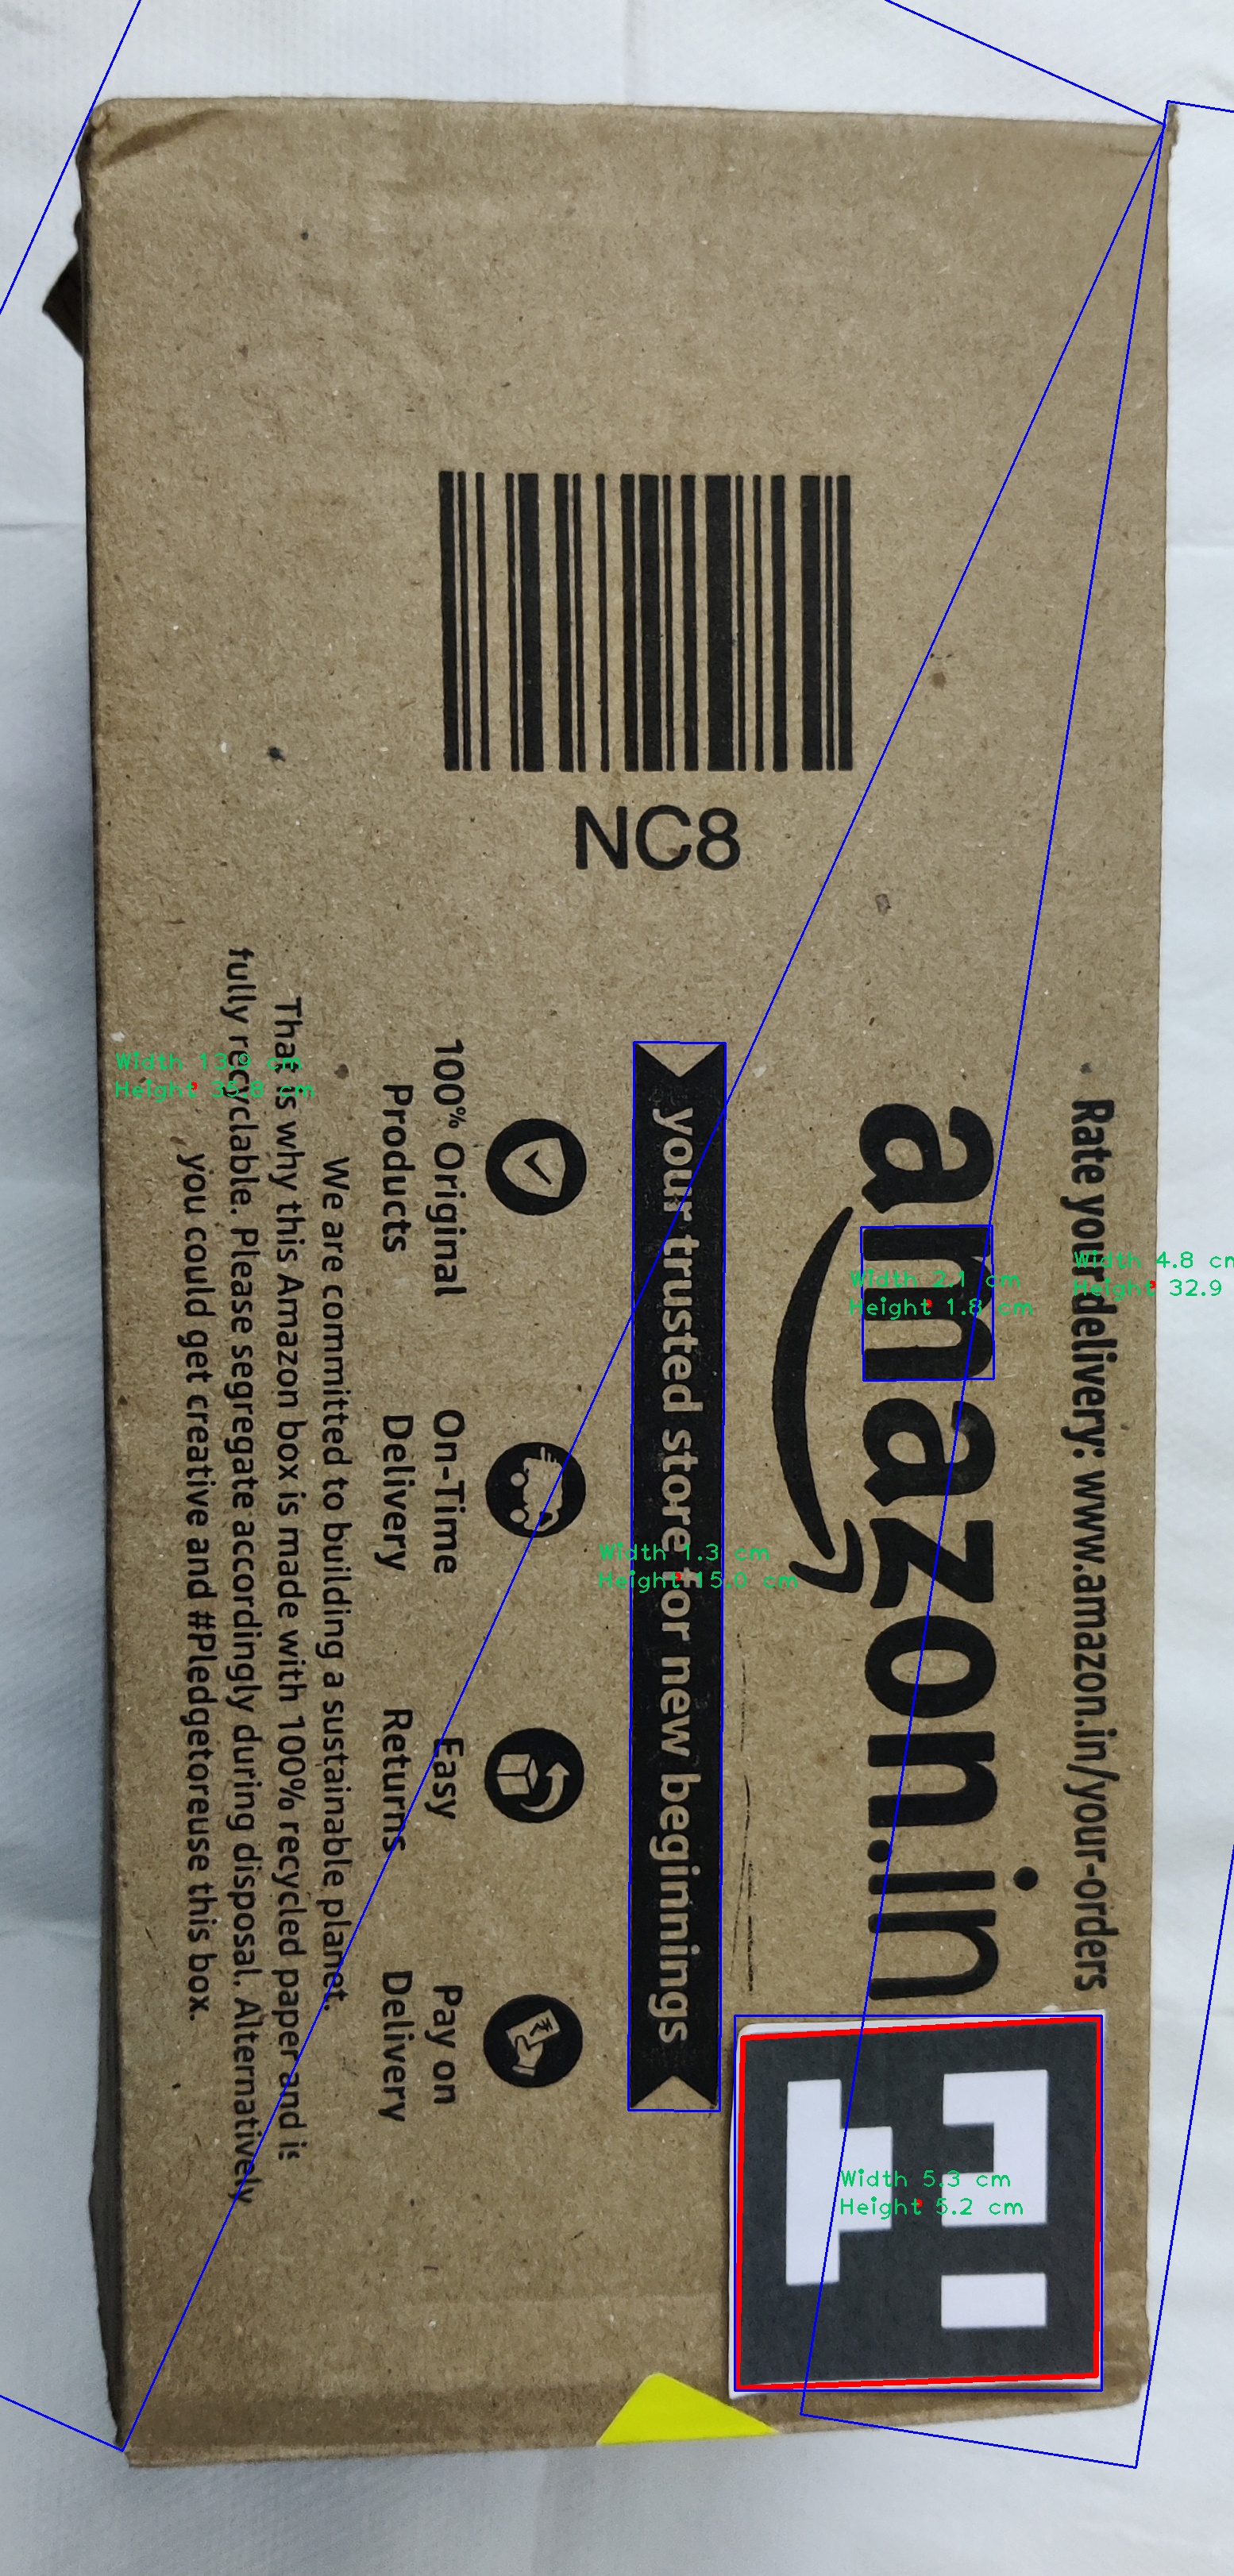 NC8
Rate your delivery: www.amazon.in/your-orders
amazon.in
your trusted store for new beginnings
100% Original
Products
On-Time
Delivery
Easy
Returns
Pay on
Delivery
We are committed to building a sustainable planet.
That is why this Amazon box is made with 100% recycled paper and is
fully recyclable. Please segregate accordingly during disposal. Alternatively
you could get creative and #Pledgetoreuse this box.
Width 13.9 cm
Height 35.8 cm
Width 4.8 cm
Height 32.9
Width 2.1 cm
Height 1.8 cm
Width 1.3 cm
Height 15.0 cm
Width 5.3 cm
Height 5.2 cm